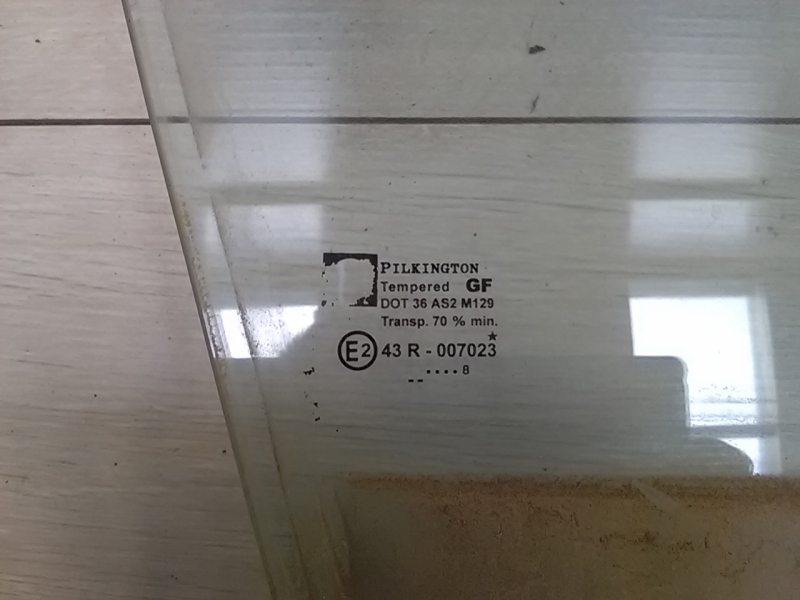 PILKINGTON
Tempered GF
DOT 36 AS2 M129
Transp. 70 % min.
E2 43 R - 007023
.... 8